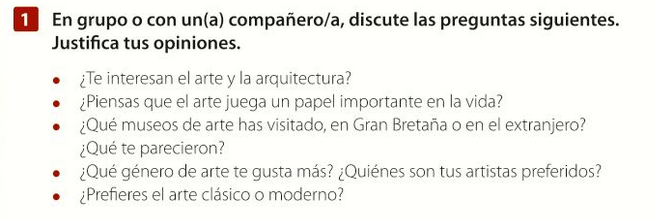 1 En grupo o con un(a) compañero/a, discute las preguntas siguientes.
Justifica tus opiniones.
• ¿Te interesan el arte y la arquitectura?
• ¿Piensas que el arte juega un papel importante en la vida?
• ¿Qué museos de arte has visitado, en Gran Bretaña o en el extranjero?
¿Qué te parecieron?
• ¿Qué género de arte te gusta más? ¿Quiénes son tus artistas preferidos?
• ¿Prefieres el arte clásico o moderno?